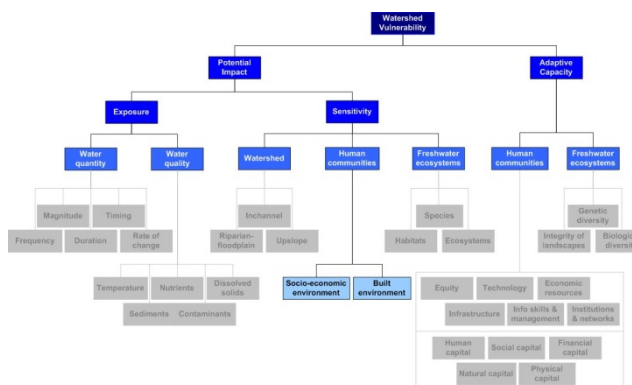 Watershed
Vulnerability
Potential
Impact
Adaptive
Capacity
Exposure
Sensitivity
Water
quantity
Water
quality
Watershed
Human
communities
Freshwater
ecosystems
Human
communities
Freshwater
ecosystems
Magnitude
Timing
Frequency
Duration
Rate of
change
Inchannel
Riparian-
floodplain
Upslope
Species
Habitats
Ecosystems
Genetic
diversity
Integrity of
landscapes
Biologic
diversi
Temperature
Nutrients
Dissolved
solids
Sediments
Contaminants
Socio-economic
environment
Built
environment
Equity
Technology
Economic
resources
Infrastructure
Info skills &
management
Institutions
& networks
Human
capital
Social capital
Financial
capital
Natural capital
Physical
capital